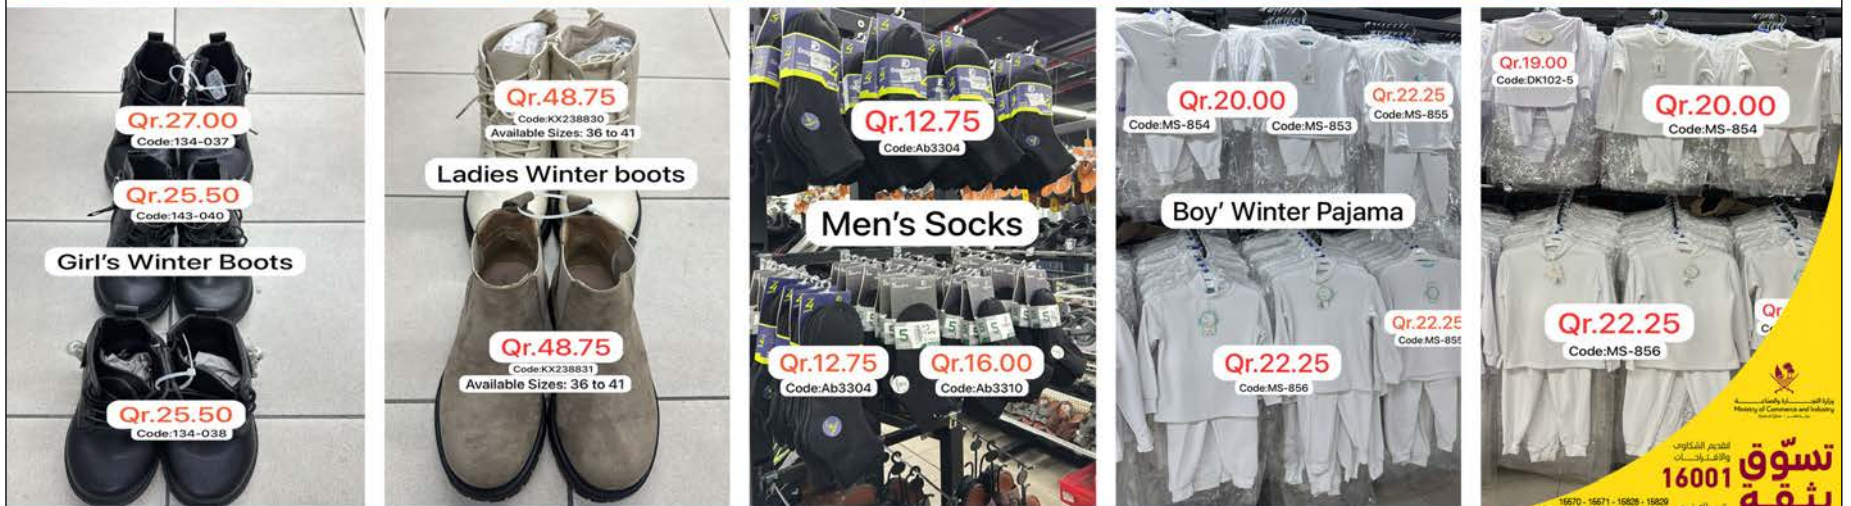 Qr.27.00
Code:134-037
Qr.25.50
Code:143-040
Girl's Winter Boots
Qr.25.50
Code:134-038
Qr.48.75
Code:KX238830
Available Sizes: 36 to 41
Ladies Winter boots
Qr.48.75
Code:KX238831
Available Sizes: 36 to 41
Qr.12.75
Code:Ab3304
Men's Socks
Qr.12.75
Code:Ab3304
Qr.16.00
Code:Ab3310
Qr.20.00
Code:MS-854
Code:MS-853
Qr.22.25
Code:MS-855
Boy' Winter Pajama
Qr.22.25
Code:MS-856
Qr.22.25
Code:MS-855
Qr.19.00
Code:DK102-5
Qr.20.00
Code:MS-854
Qr.22.25
Code:MS-856
Qr
Ministry of Commerce and Industry
لتقديم الشكاوى
والاقتراحات
16001
تسوّق
بثقة
15570 - 15571 - 15828 - 15829